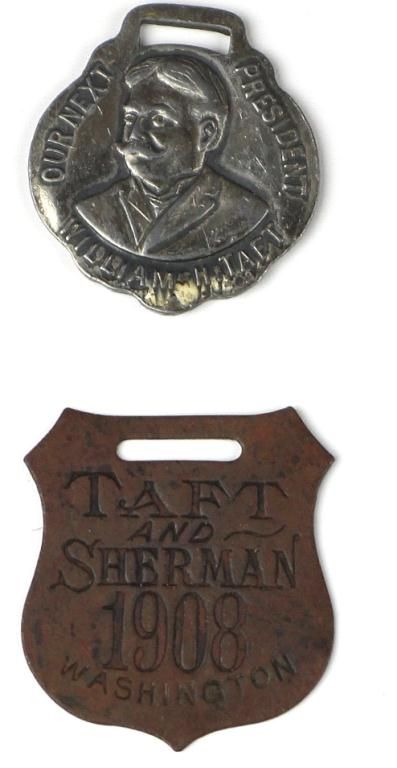 OUR NEXT PRESIDENT
WILLIAM H. TAFT
TAFT
AND
SHERMAN
1908
WASHINGTON